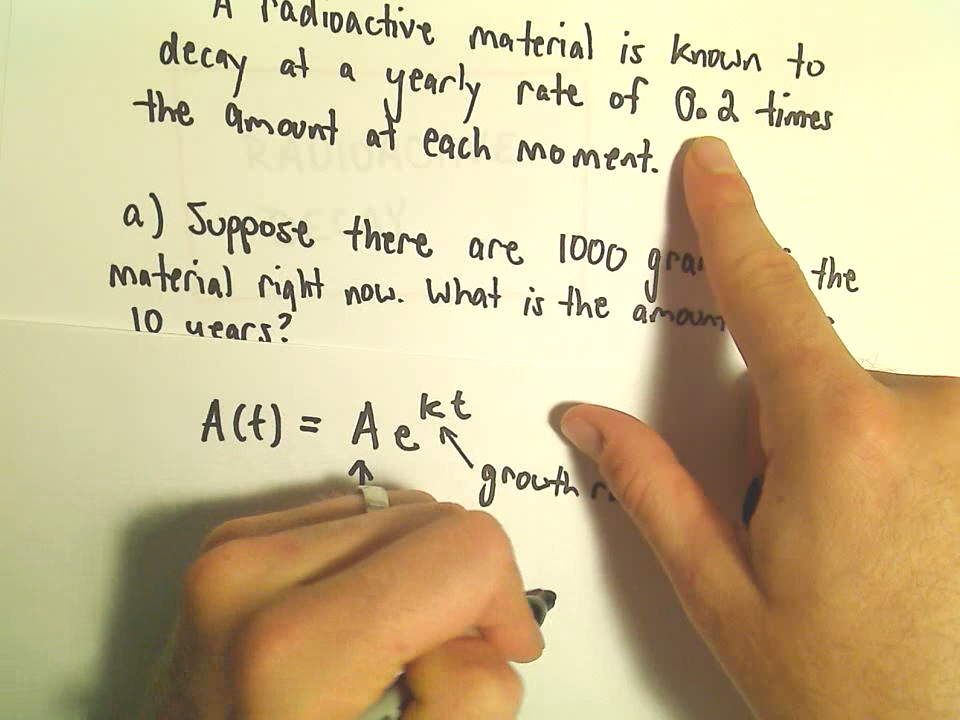 A radioactive material is known to
decay at a yearly rate of 0.2 times
the amount at each moment.
a) Suppose there are 1000 the
material right now. What is the
10 years?
A(t) = A e^{kt}
growth